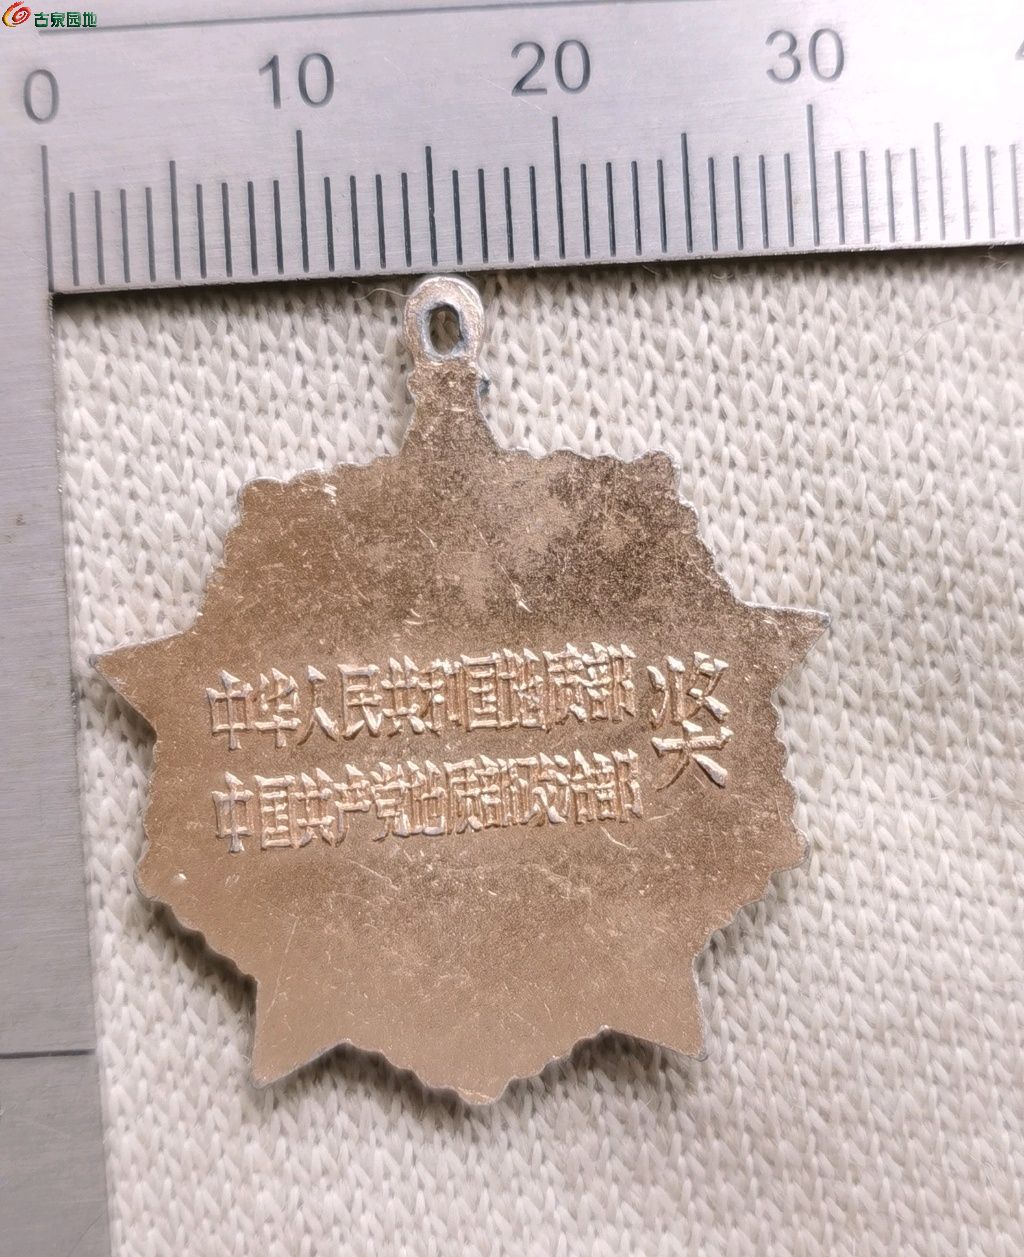 古泉园地
0 10 20 30
中华人民共和国地质部
中国共产党地质部政治部
奖